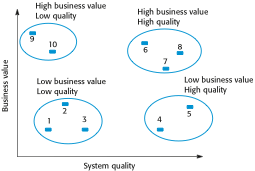 High business value
Low quality
9
10
High business value
Low quality
6
8
7
Low business value
Low quality
2
1
3
Low business value
High quality
5
4
Business value
System quality